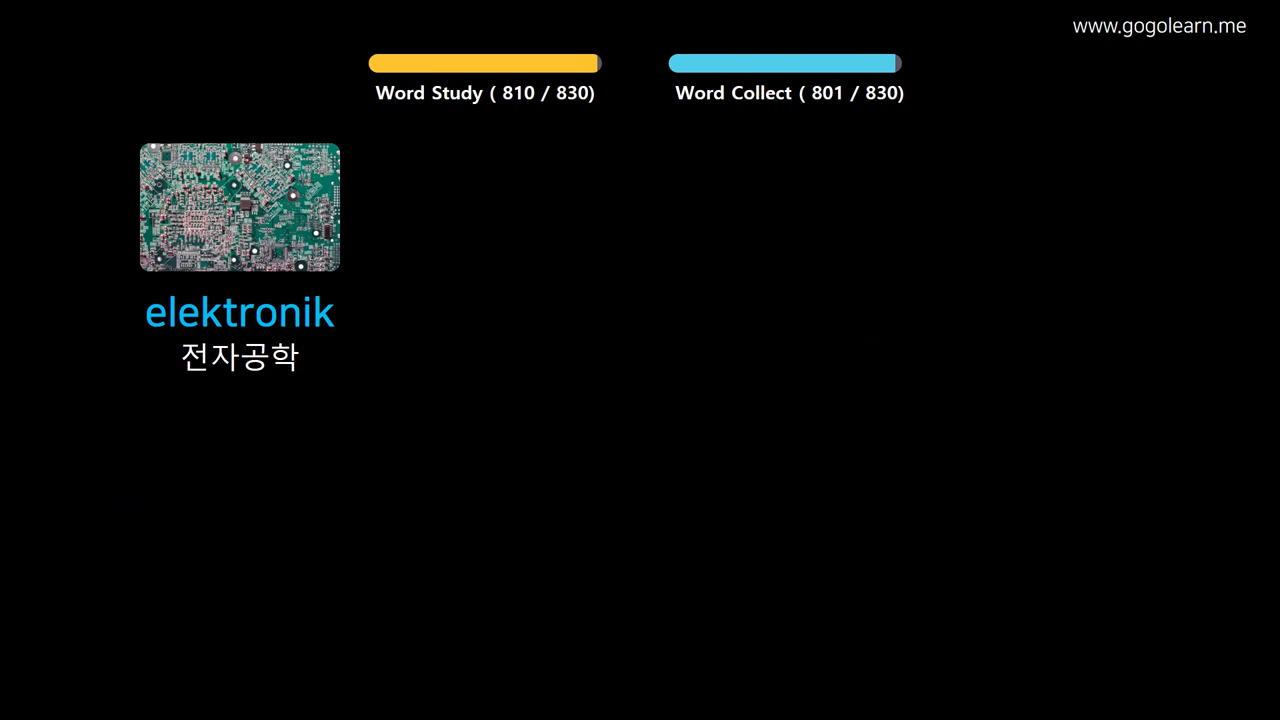 www.gogolearn.me
Word Study ( 810 / 830)
Word Collect ( 801 / 830)
elektronik
전자공학